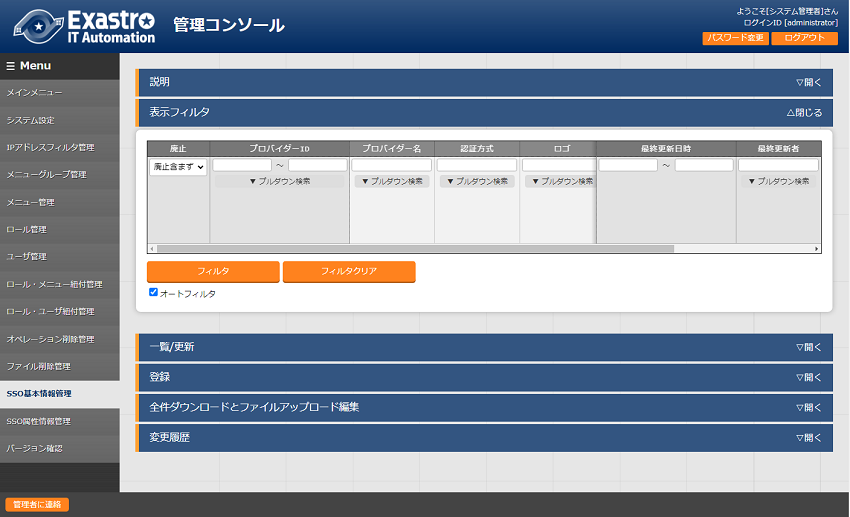 Exastro
IT Automation
管理コンソール
ようこそ[システム管理者]さん
ログインID [administrator]
パスワード変更
ログアウト
☰ Menu
メインメニュー
システム設定
IPアドレスフィルタ管理
メニューグループ管理
メニュー管理
ロール管理
ユーザ管理
ロール・メニュー紐付管理
ロール・ユーザ紐付管理
オペレーション削除管理
ファイル削除管理
SSO基本情報管理
SSO属性情報管理
バージョン確認
説明 ▽開く
表示フィルタ △閉じる
廃止 プロバイダーID プロバイダー名 認証方式 ロゴ 最終更新日時 最終更新者
廃止含まず ～ ～
▼ プルダウン検索 ▼ プルダウン検索 ▼ プルダウン検索 ▼ プルダウン検索 ▼ プルダウン検索
フィルタ
フィルタクリア
オートフィルタ
一覧/更新 ▽開く
登録 ▽開く
全件ダウンロードとファイルアップロード編集 ▽開く
変更履歴 ▽開く
管理者に連絡